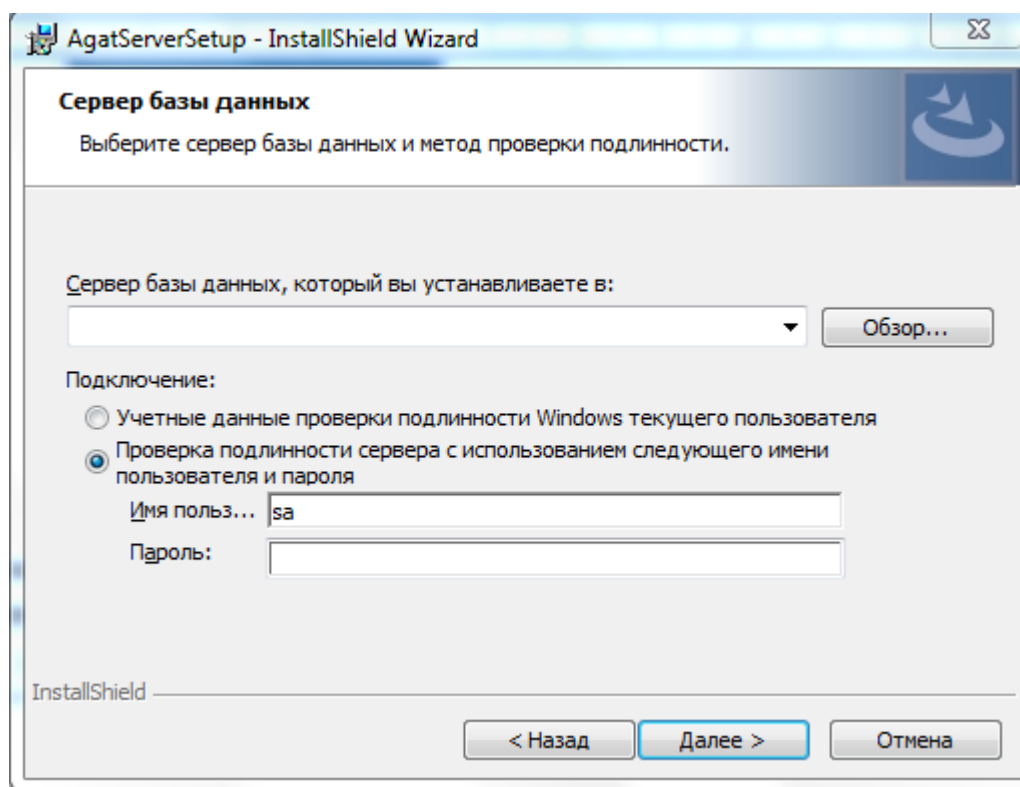 AgatServerSetup - InstallShield Wizard
Сервер базы данных
Выберите сервер базы данных и метод проверки подлинности.
Сервер базы данных, который вы устанавливаете в:
Обзор...
Подключение:
Учетные данные проверки подлинности Windows текущего пользователя
Проверка подлинности сервера с использованием следующего имени
пользователя и пароля
Имя польз... sa
Пароль:
InstallShield
< Назад Далее > Отмена